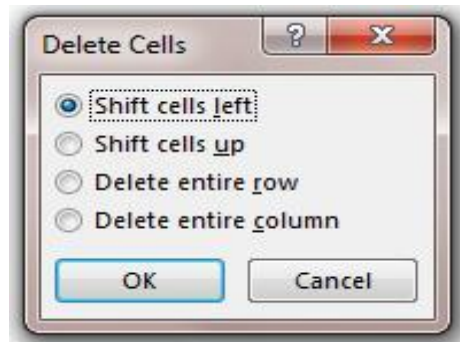 Delete Cells ? X
Shift cells left
Shift cells up
Delete entire row
Delete entire column
OK Cancel